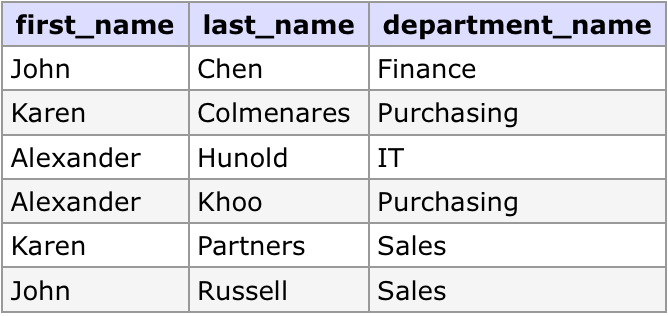 first_name last_name department_name
John Chen Finance
Karen Colmenares Purchasing
Alexander Hunold IT
Alexander Khoo Purchasing
Karen Partners Sales
John Russell Sales